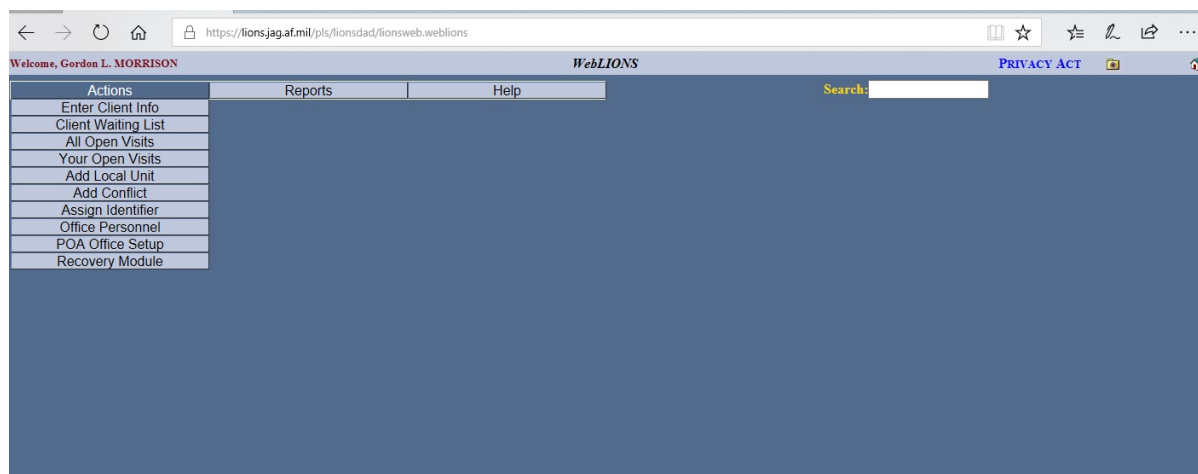 https://lions.jag.af.mil/pls/lionsdad/lionsweb.weblions
Welcome, Gordon L. MORRISON WebLIONS PRIVACY ACT
Actions Reports Help Search:
Enter Client Info
Client Waiting List
All Open Visits
Your Open Visits
Add Local Unit
Add Conflict
Assign Identifier
Office Personnel
POA Office Setup
Recovery Module